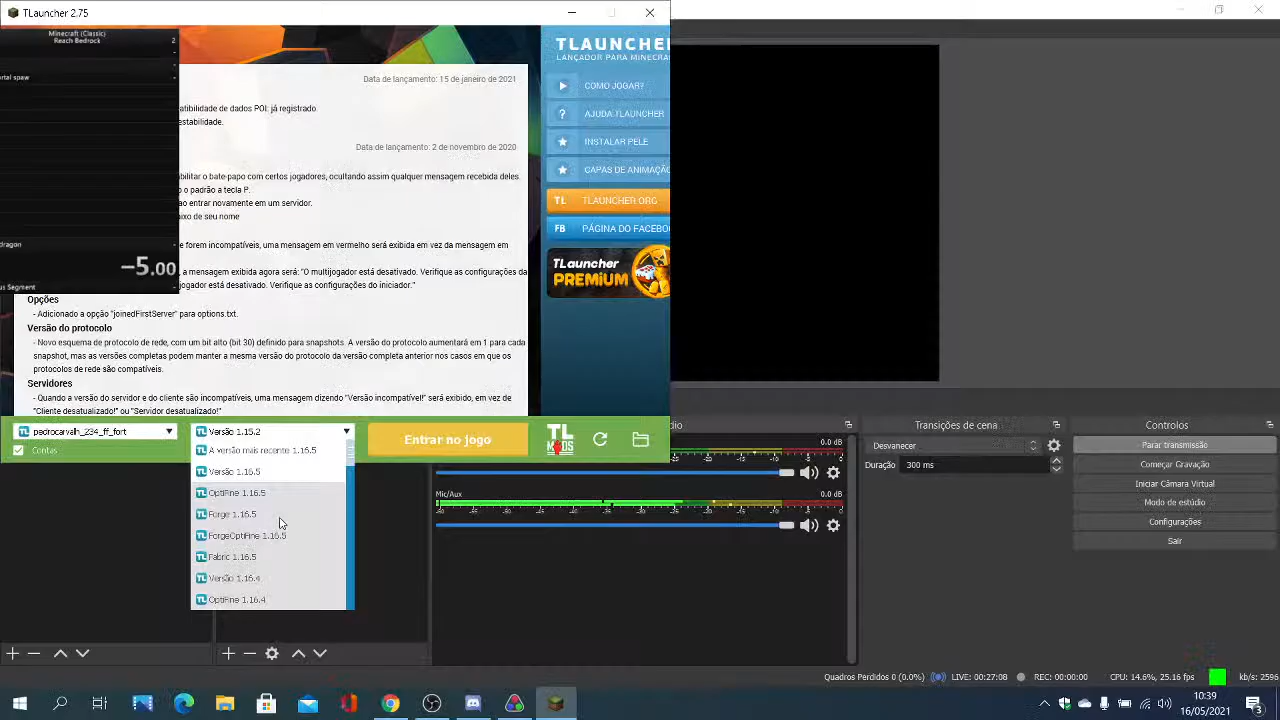 TLauncher 2.75
Minecraft (Classic)
Reach Bedrock 2
ortal spaw
dragon
−5.00
us Segment
Data de lançamento: 15 de janeiro de 2021
atibilidade de dados POI: já registrado
estabilidade.
Data de lançamento: 2 de novembro de 2020
abilitar o bate-papo com certos jogadores, ocultando assim qualquer mensagem recebida deles.
o o padrão a tecla P.
ao entrar novamente em um servidor.
aixo de seu nome
e forem incompatíveis, uma mensagem em vermelho será exibida em vez da mensagem em
, a mensagem exibida agora será: "O multijogador está desativado. Verifique as configurações da
jogador está desativado. Verifique as configurações do iniciador."
Opções
- Adicionado a opção "joinedFirstServer" para options.txt.
Versão do protocolo
- Novo esquema de protocolo de rede, com um bit alto (bit 30) definido para snapshots. A versão do protocolo aumentará em 1 para cada
snapshot, mas as versões completas podem manter a mesma versão do protocolo da versão completa anterior nos casos em que os
protocolos de rede são compatíveis.
Servidores
- Quando a versão do servidor e do cliente são incompatíveis, uma mensagem dizendo "Versão incompatível!" será exibido, em vez de
"Cliente desatualizado!" ou "Servidor desatualizado!"
TLAUNCHER
LANÇADOR PARA MINECRA
COMO JOGAR?
AJUDA TLAUNCHER
INSTALAR PELE
CAPAS DE ANIMAÇÃO
TL TLAUNCHER.ORG
FB PÁGINA DO FACEBO
TLauncher
PREMIUM
pedrocarvalh_234_ff_fort
Contas
Versão 1.15.2
A versão mais recente 1.16.5
Versão 1.16.5
OptiFine 1.16.5
Forge 1.16.5
ForgeOptiFine 1.16.5
Fabric 1.16.5
Versão 1.16.4
OptiFine 1.16.4
Entrar no jogo
TL
MODS
dio
0.0 dB
Mic/Aux 0.0 dB
Transições de cena
Desvanecer
Duração 300 ms
Controles
Parar transmissão
Começar Gravação
Iniciar Câmara Virtual
Modo de estúdio
Configurações
Sair
Quadros Perdidos 0 (0.0%) LIVE: 00:27:08 REC: 00:00:00 CPU: 14.6%, 25.16 fps kb/s: 2596
10:39
16/05/2021